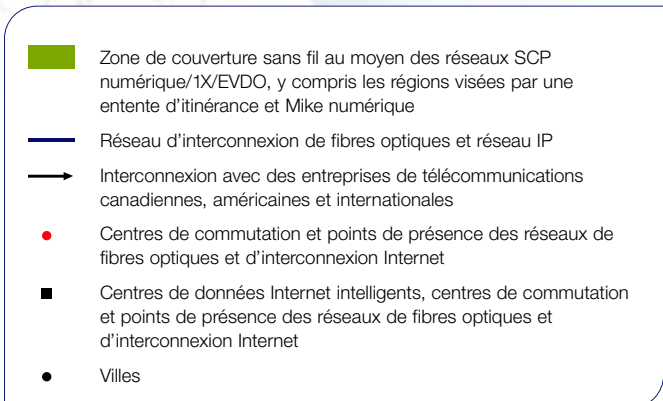 Zone de couverture sans fil au moyen des réseaux SCP
numérique/1X/EVDO, y compris les régions visées par une
entente d'itinérance et Mike numérique
Réseau d'interconnexion de fibres optiques et réseau IP
Interconnexion avec des entreprises de télécommunications
canadiennes, américaines et internationales
Centres de commutation et points de présence des réseaux de
fibres optiques et d'interconnexion Internet
Centres de données Internet intelligents, centres de commutation
et points de présence des réseaux de fibres optiques et
d'interconnexion Internet
Villes